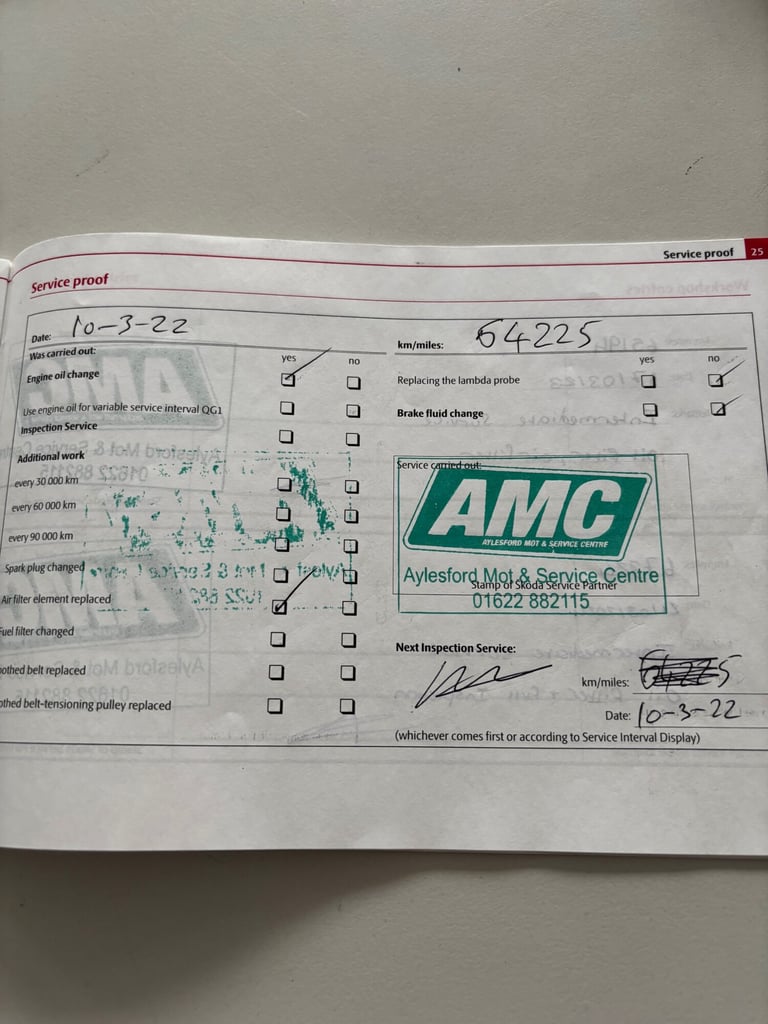 Service proof 25
Service proof
Date: 10-3-22
km/miles: 64225
Was carried out:
yes no
Engine oil change
Use engine oil for variable service interval QG1
Inspection Service
Additional work
every 30 000 km
every 60 000 km
every 90 000 km
Spark plug changed
Air filter element replaced
Fuel filter changed
oothed belt replaced
othed belt-tensioning pulley replaced
yes no
Replacing the lambda probe
Brake fluid change
Service carried out:
AMC
AYLESFORD MOT & SERVICE CENTRE
Aylesford Mot & Service Centre
Stamp of Skoda Service Partner
01622 882115
Next Inspection Service:
km/miles:
Date: 10-3-22
(whichever comes first or according to Service Interval Display)